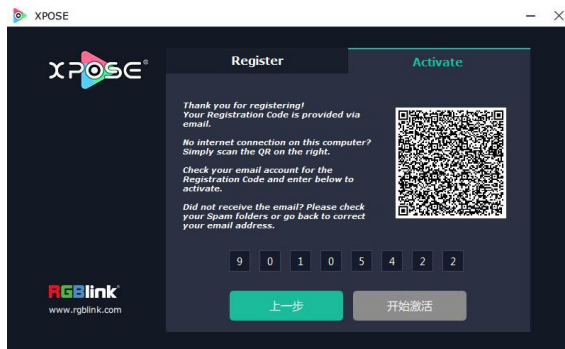 XPOSE
XPOSE®
Register
Activate
Thank you for registering!
Your Registration Code is provided via
email.
No internet connection on this computer?
Simply scan the QR on the right.
Check your email account for the
Registration Code and enter below to
activate.
Did not receive the email? Please check
your Spam folders or go back to correct
your email address.
9 0 1 0 5 4 2 2
RGBlink®
www.rgblink.com
上一步
开始激活